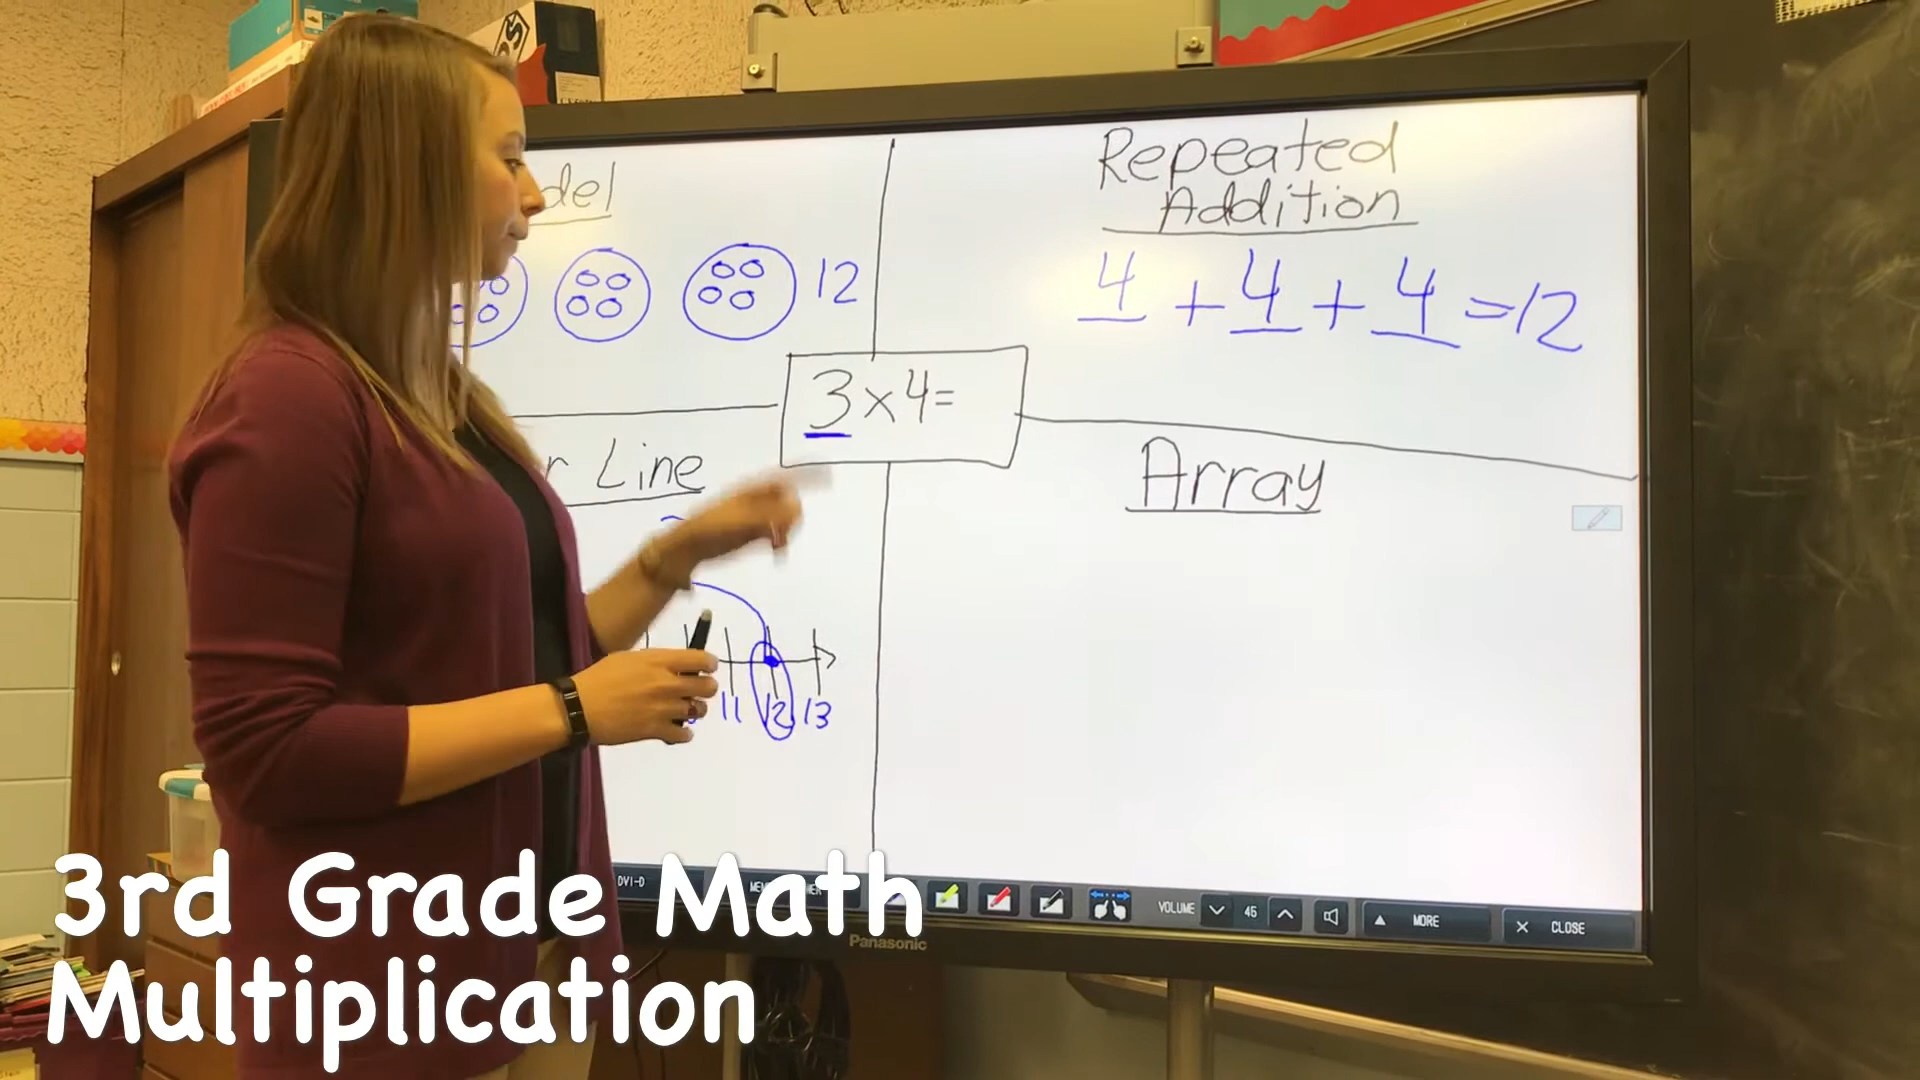 del
12
Repeated
Addition
4 + 4 + 4 = 12
3 x 4 =
r Line
11 12 13
Array
DVI-D
VOLUME 45 MORE X CLOSE
Panasonic
3rd Grade Math
Multiplication